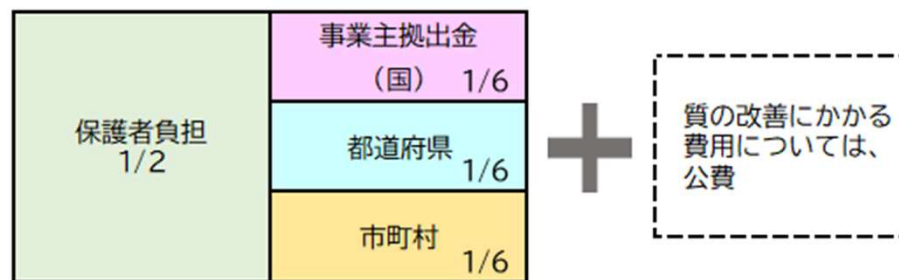 保護者負担
1/2
事業主拠出金
（国） 1/6
都道府県
1/6
市町村
1/6
質の改善にかかる
費用については、
公費